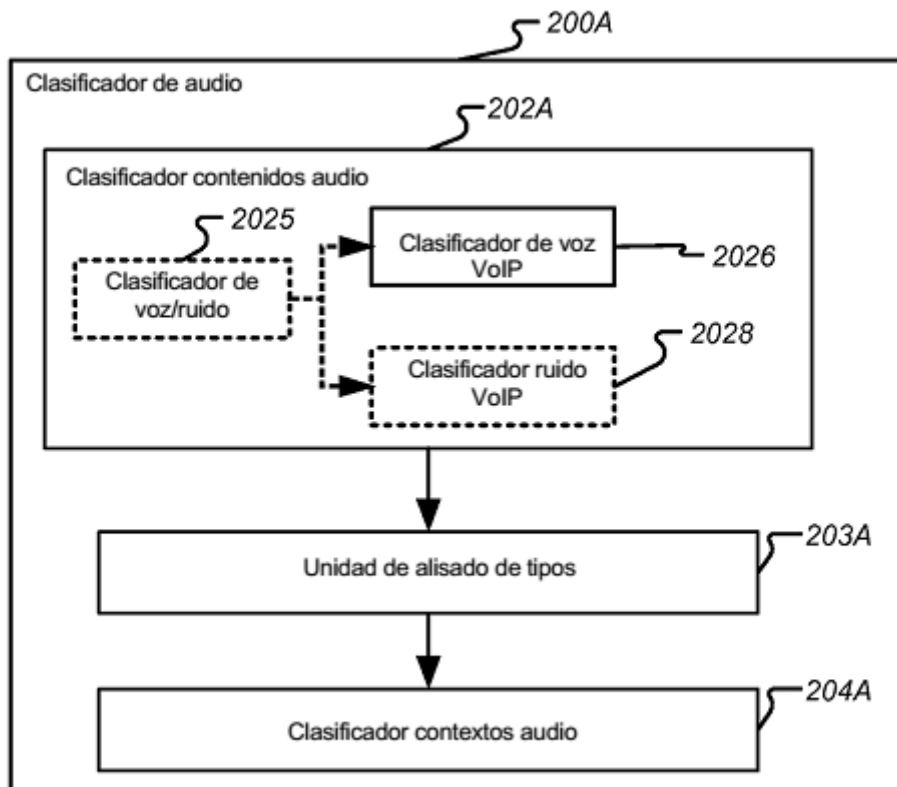 200A
Clasificador de audio
202A
Clasificador contenidos audio
2025
Clasificador de
voz/ruido
Clasificador de voz
VoIP
2026
2028
Clasificador ruido
VoIP
203A
Unidad de alisado de tipos
204A
Clasificador contextos audio